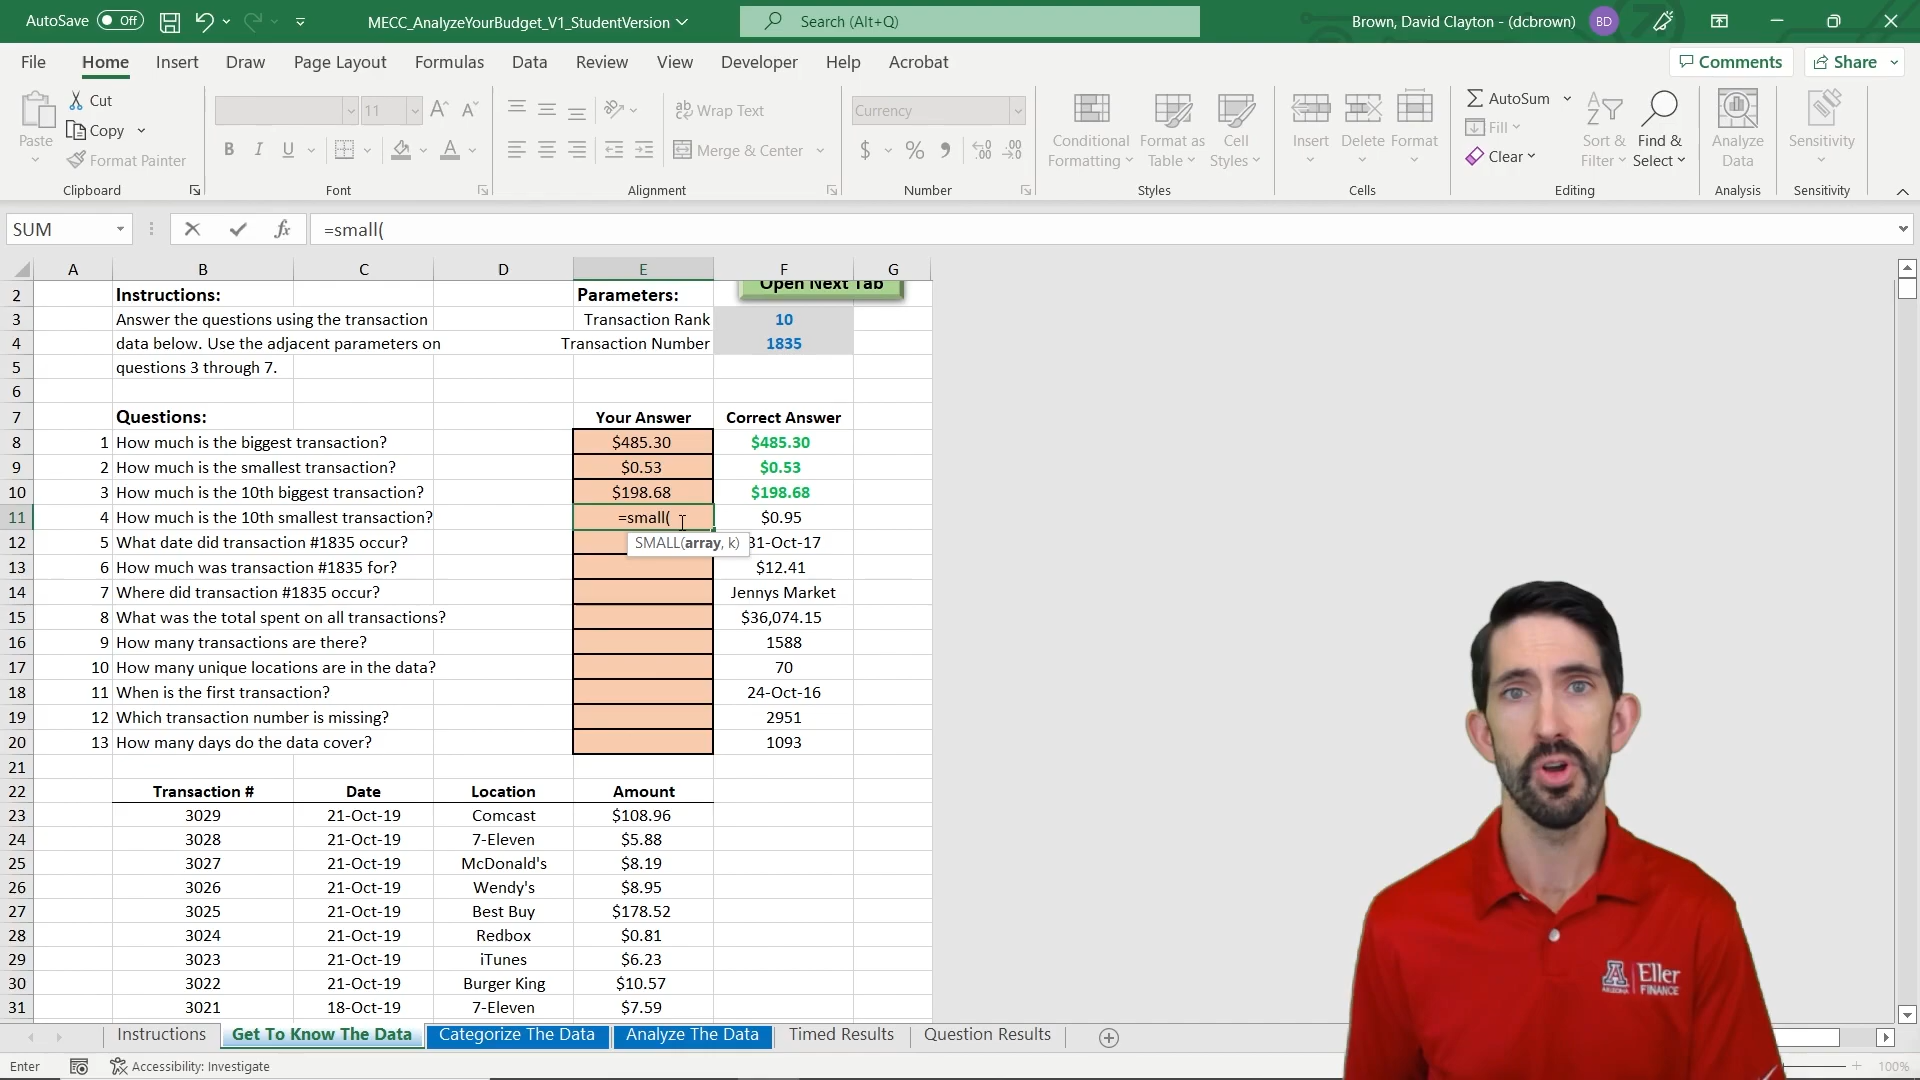 AutoSave Off MECC_AnalyzeYourBudget_V1_StudentVersion Search (Alt+Q) Brown, David Clayton - (dcbrown) BD
File Home Insert Draw Page Layout Formulas Data Review View Developer Help Acrobat Comments Share
Paste Cut Copy Format Painter Clipboard
11 B I U Font
Wrap Text Merge & Center Alignment
Currency $ % Number
Conditional Formatting Format as Table Cell Styles Styles
Insert Delete Format Cells
AutoSum Fill Clear Sort & Filter Find & Select Editing
Analyze Data Analysis
Sensitivity Sensitivity
SUM fx =small(
A B C D E F G
2 Instructions: Parameters: Open Next Tab
3 Answer the questions using the transaction Transaction Rank 10
4 data below. Use the adjacent parameters on Transaction Number 1835
5 questions 3 through 7.
6
7 Questions: Your Answer Correct Answer
8 1 How much is the biggest transaction? $485.30 $485.30
9 2 How much is the smallest transaction? $0.53 $0.53
10 3 How much is the 10th biggest transaction? $198.68 $198.68
11 4 How much is the 10th smallest transaction? =small( $0.95
12 5 What date did transaction #1835 occur? SMALL(array, k) 31-Oct-17
13 6 How much was transaction #1835 for? $12.41
14 7 Where did transaction #1835 occur? Jennys Market
15 8 What was the total spent on all transactions? $36,074.15
16 9 How many transactions are there? 1588
17 10 How many unique locations are in the data? 70
18 11 When is the first transaction? 24-Oct-16
19 12 Which transaction number is missing? 2951
20 13 How many days do the data cover? 1093
21
22 Transaction # Date Location Amount
23 3029 21-Oct-19 Comcast $108.96
24 3028 21-Oct-19 7-Eleven $5.88
25 3027 21-Oct-19 McDonald's $8.19
26 3026 21-Oct-19 Wendy's $8.95
27 3025 21-Oct-19 Best Buy $178.52
28 3024 21-Oct-19 Redbox $0.81
29 3023 21-Oct-19 iTunes $6.23
30 3022 21-Oct-19 Burger King $10.57
31 3021 18-Oct-19 7-Eleven $7.59
A ARIZONA Eller
FINANCE
Instructions Get To Know The Data Categorize The Data Analyze The Data Timed Results Question Results
Enter Accessibility: Investigate 100%